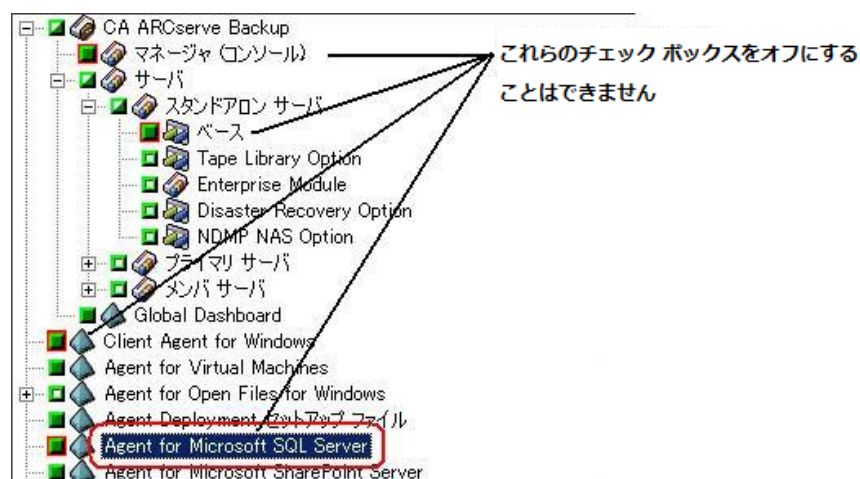 CA ARCserve Backup
マネージャ (コンソール)
サーバ
スタンドアロン サーバ
ベース
Tape Library Option
Enterprise Module
Disaster Recovery Option
NDMP NAS Option
プライマリ サーバ
メンバ サーバ
Global Dashboard
Client Agent for Windows
Agent for Virtual Machines
Agent for Open Files for Windows
Agent Deployment セットアップ ファイル
Agent for Microsoft SQL Server
Agent for Microsoft SharePoint Server
これらのチェック ボックスをオフにする
ことはできません